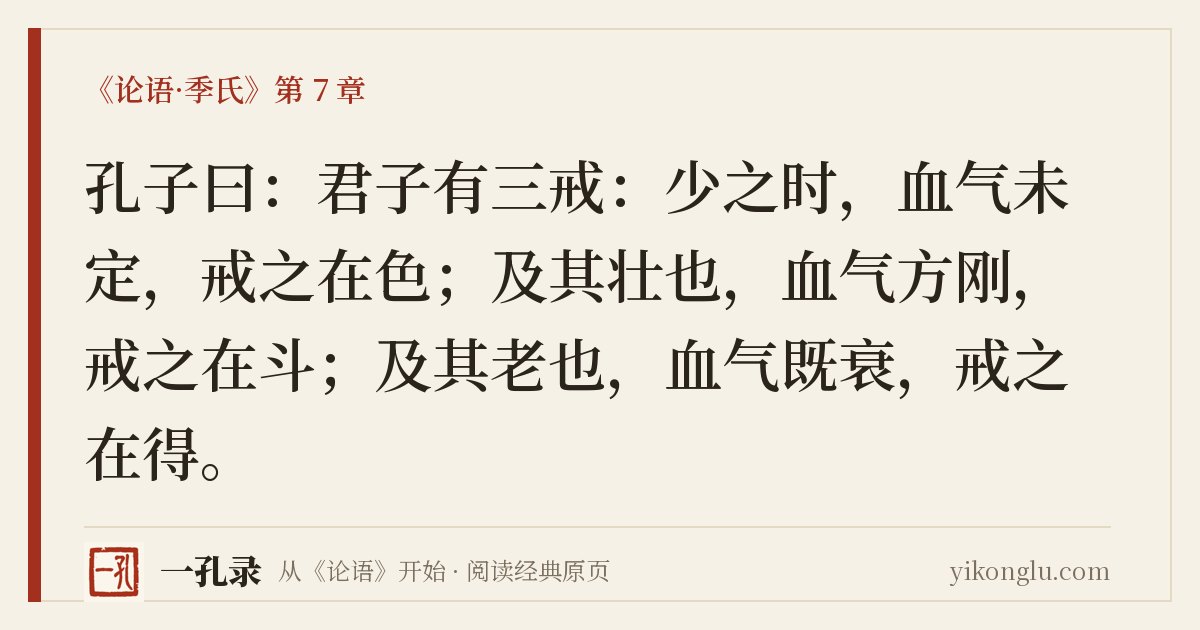 《论语·季氏》第 7 章
孔子曰：君子有三戒：少之时，血气未
定，戒之在色；及其壮也，血气方刚，
戒之在斗；及其老也，血气既衰，戒之
在得。
一孔
一孔录 从《论语》开始 · 阅读经典原页 yikonglu.com